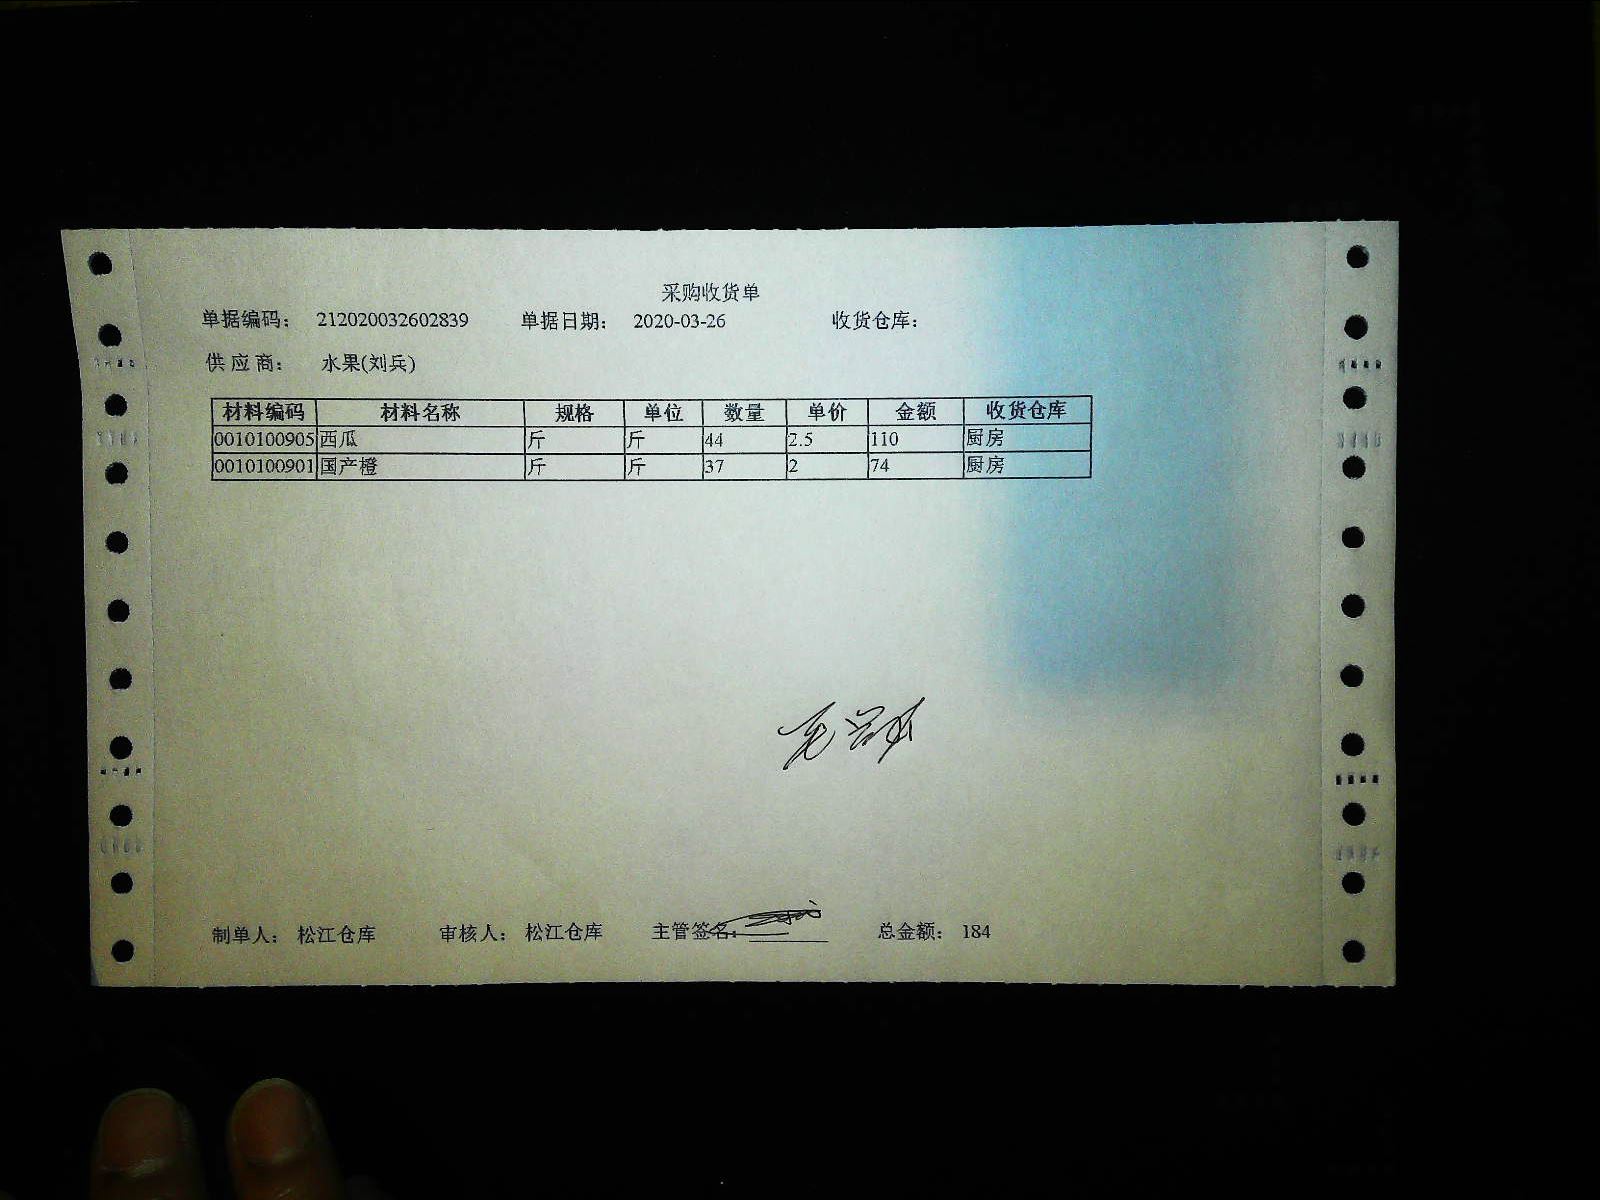 采购收货单
单据编码： 212020032602839 单据日期： 2020-03-26 收货仓库：
供应商： 水果(刘兵)
材料编码 材料名称 规格 单位 数量 单价 金额 收货仓库
0010100905 西瓜 斤 斤 44 2.5 110 厨房
0010100901 国产橙 斤 斤 37 2 74 厨房
制单人： 松江仓库 审核人： 松江仓库 主管签名： 总金额： 184